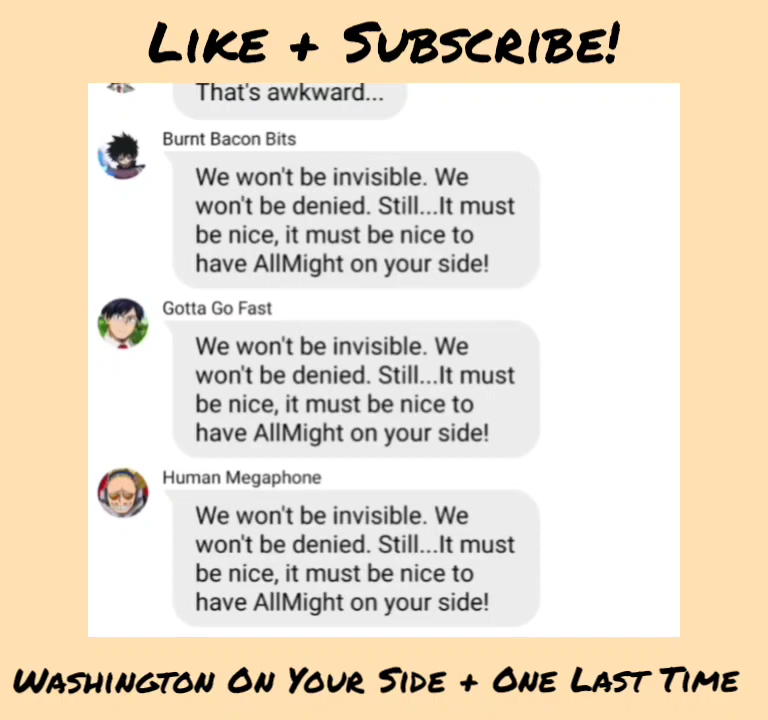 LIKE + SUBSCRIBE!
That's awkward...
Burnt Bacon Bits
We won't be invisible. We
won't be denied. Still...It must
be nice, it must be nice to
have AllMight on your side!
Gotta Go Fast
We won't be invisible. We
won't be denied. Still...It must
be nice, it must be nice to
have AllMight on your side!
Human Megaphone
We won't be invisible. We
won't be denied. Still...It must
be nice, it must be nice to
have AllMight on your side!
WASHINGTON ON YOUR SIDE + ONE LAST TIME